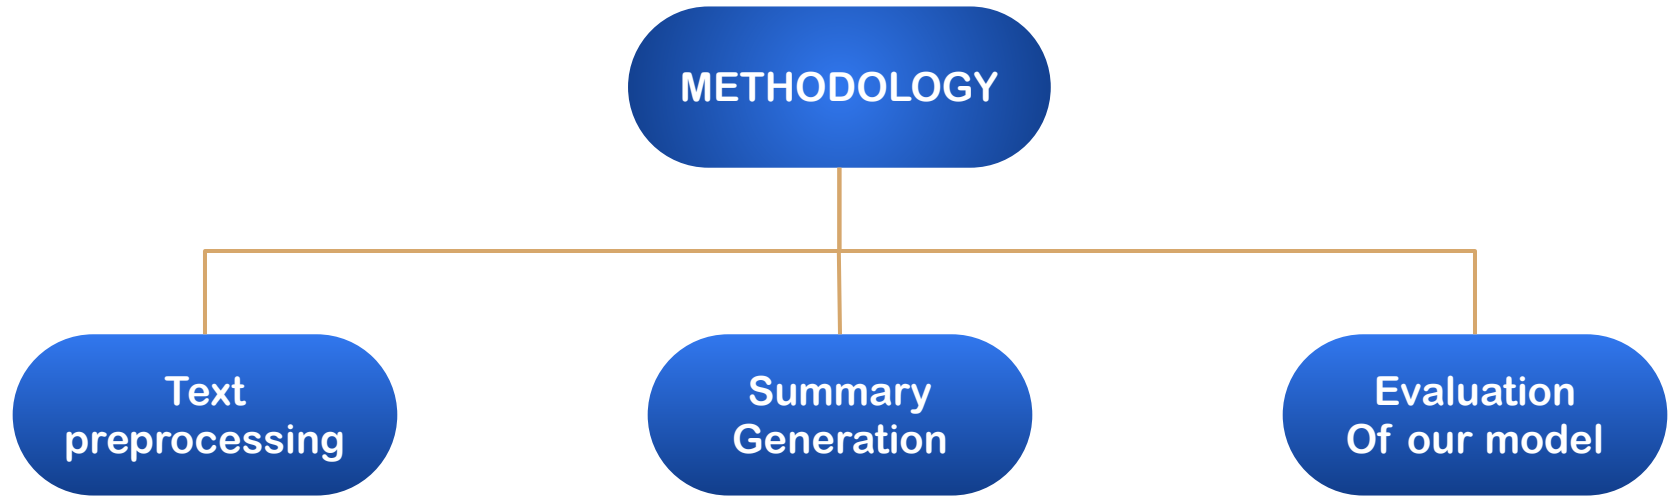 METHODOLOGY
Text
preprocessing
Summary
Generation
Evaluation
Of our model